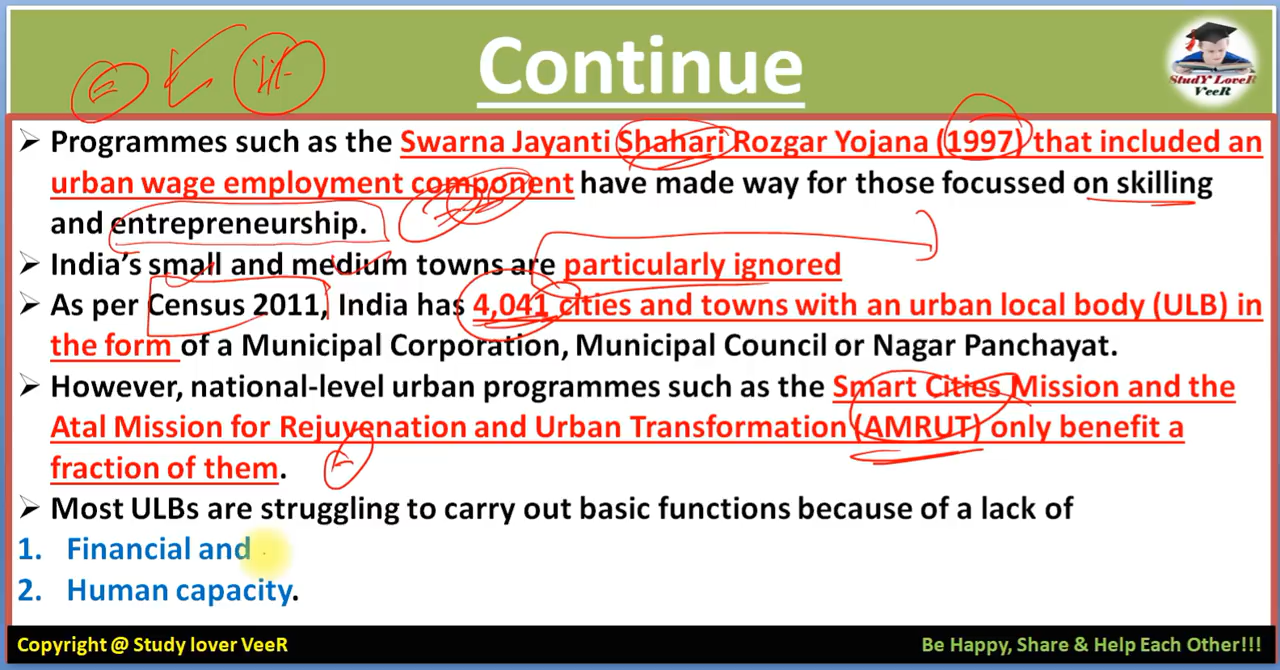 Continue
StudY LoveR
VeeR
➢ Programmes such as the Swarna Jayanti Shahari Rozgar Yojana (1997) that included an
urban wage employment component have made way for those focussed on skilling
and entrepreneurship.
➢ India's small and medium towns are particularly ignored
➢ As per Census 2011, India has 4,041 cities and towns with an urban local body (ULB) in
the form of a Municipal Corporation, Municipal Council or Nagar Panchayat.
➢ However, national-level urban programmes such as the Smart Cities Mission and the
Atal Mission for Rejuvenation and Urban Transformation (AMRUT) only benefit a
fraction of them.
➢ Most ULBs are struggling to carry out basic functions because of a lack of
1. Financial and
2. Human capacity.
Copyright @ Study lover VeeR
Be Happy, Share & Help Each Other!!!